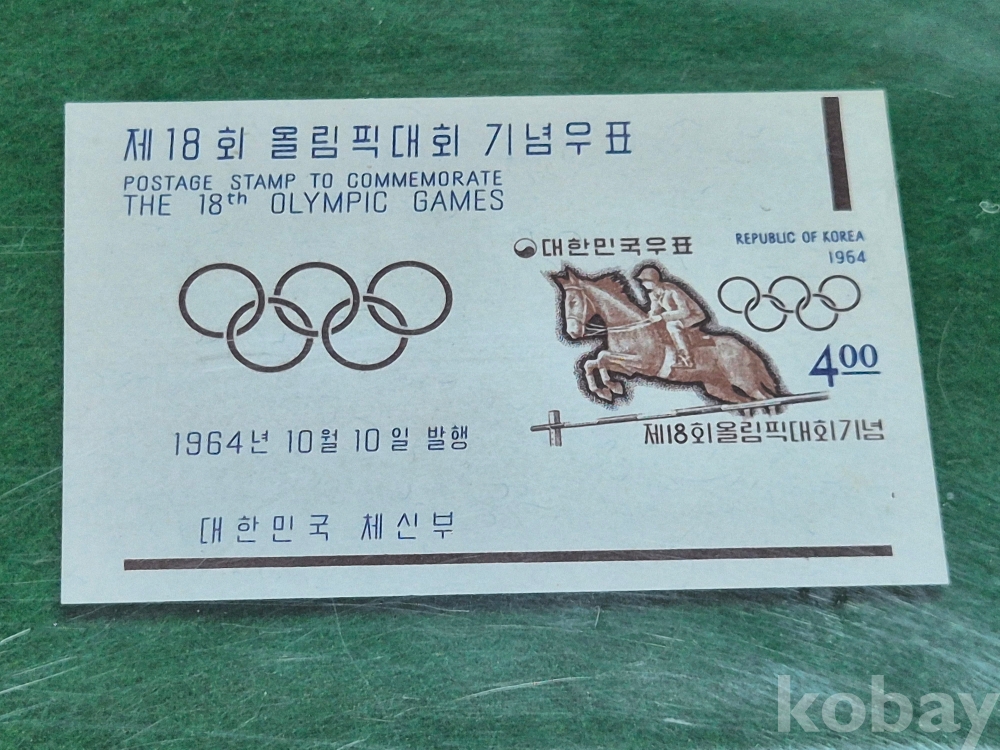 제18회 올림픽대회 기념우표
POSTAGE STAMP TO COMMEMORATE
THE 18th OLYMPIC GAMES
대한민국우표
REPUBLIC OF KOREA
1964
4.00
제18회올림픽대회기념
1964년 10월 10일 발행
대한민국 체신부
kobay